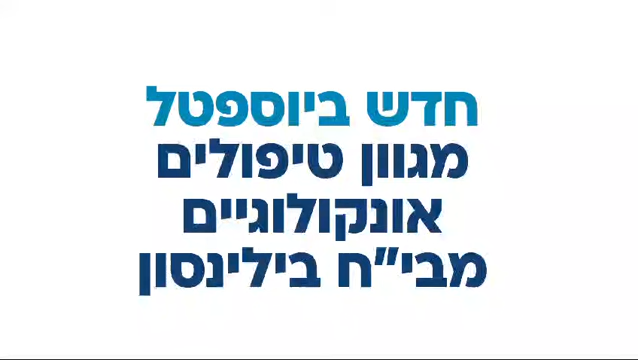 חדש ביוספטל
מגוון טיפולים
אונקולוגיים
מבי"ח בילינסון